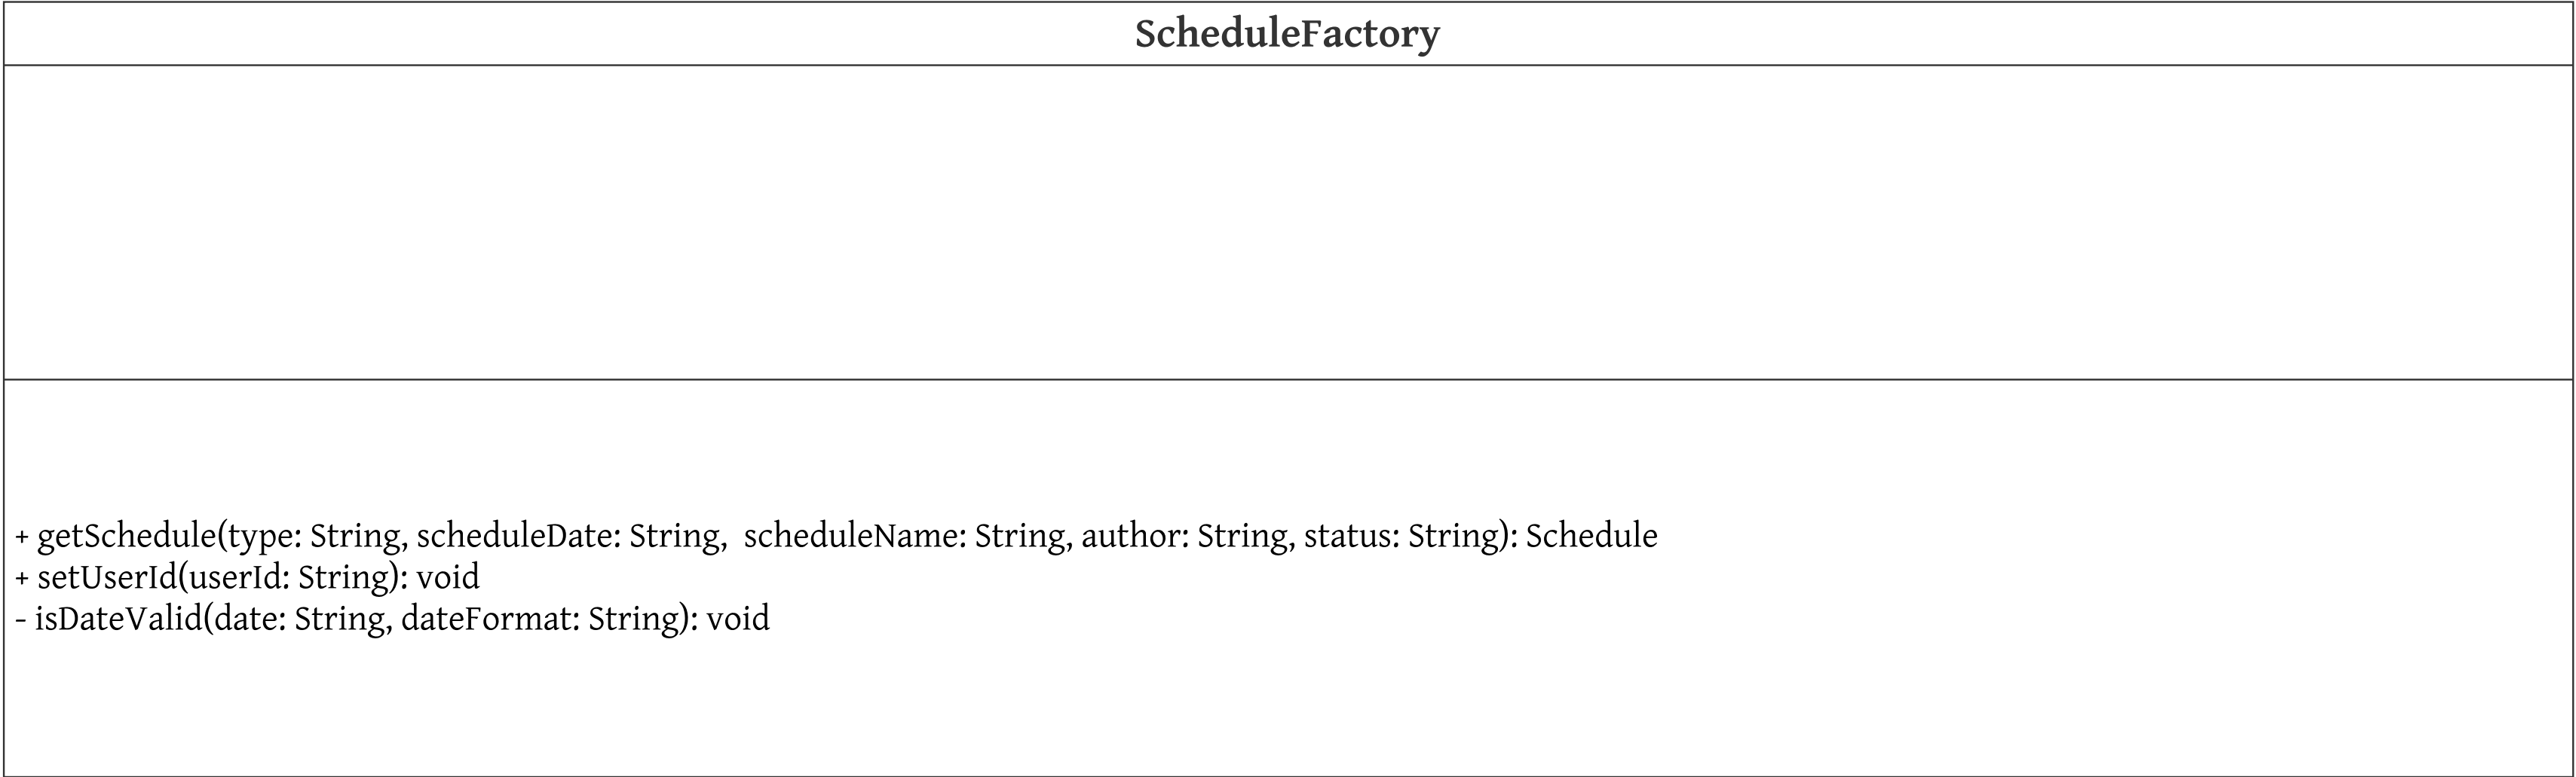 ScheduleFactory
+ getSchedule(type: String, scheduleDate: String,  scheduleName: String, author: String, status: String): Schedule
+ setUserId(userId: String): void
- isDateValid(date: String, dateFormat: String): void